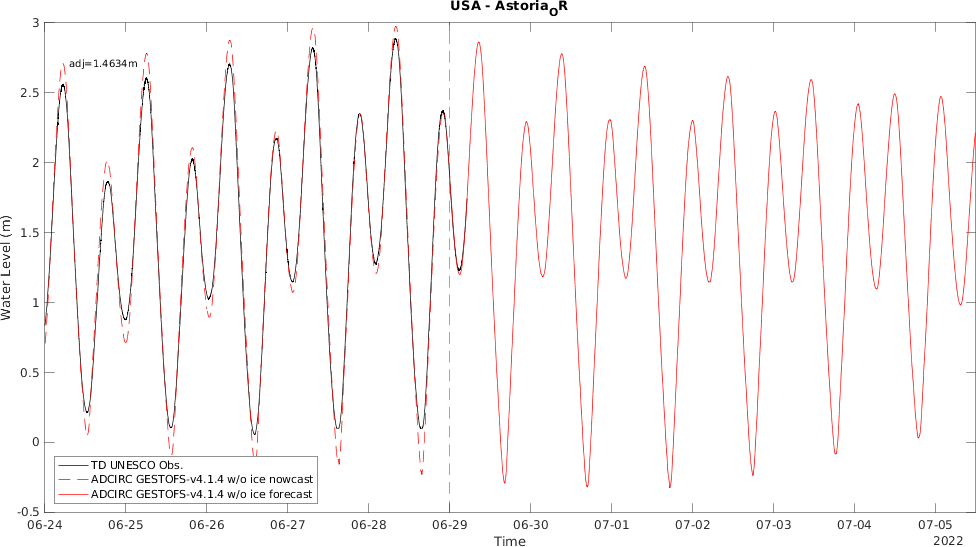 USA - Astoria_OR
adj=1.4634m
Water Level (m)
3
2.5
2
1.5
1
0.5
0
-0.5
TD UNESCO Obs.
ADCIRC GESTOFS-v4.1.4 w/o ice nowcast
ADCIRC GESTOFS-v4.1.4 w/o ice forecast
06-24 06-25 06-26 06-27 06-28 06-29 06-30 07-01 07-02 07-03 07-04 07-05
Time
2022